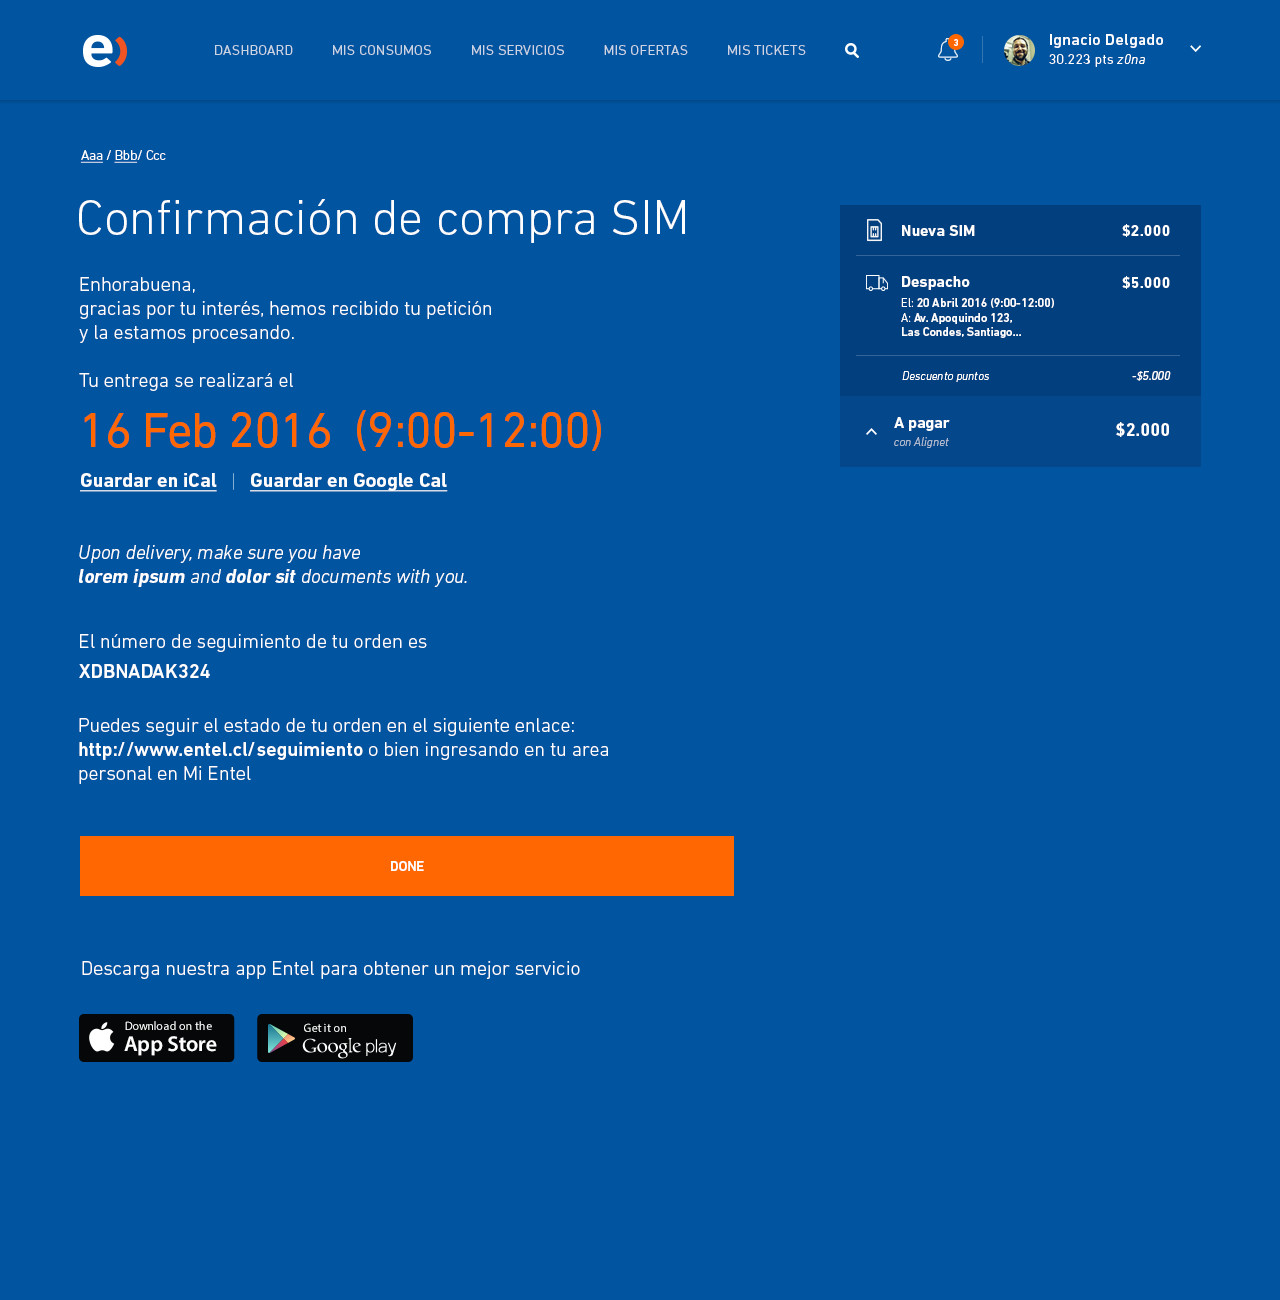 e)
DASHBOARD
MIS CONSUMOS
MIS SERVICIOS
MIS OFERTAS
MIS TICKETS
3
Ignacio Delgado
30.223 pts z0na
Aaa / Bbb/ Ccc
Confirmación de compra SIM
Enhorabuena,
gracias por tu interés, hemos recibido tu petición
y la estamos procesando.
Tu entrega se realizará el
16 Feb 2016 (9:00-12:00)
Guardar en iCal | Guardar en Google Cal
Upon delivery, make sure you have
lorem ipsum and dolor sit documents with you.
El número de seguimiento de tu orden es
XDBNADAK324
Puedes seguir el estado de tu orden en el siguiente enlace:
http://www.entel.cl/seguimiento o bien ingresando en tu area
personal en Mi Entel
DONE
Descarga nuestra app Entel para obtener un mejor servicio
Download on the
App Store
Get it on
Google play
Nueva SIM $2.000
Despacho $5.000
El: 20 Abril 2016 (9:00-12:00)
A: Av. Apoquindo 123,
Las Condes, Santiago...
Descuento puntos -$5.000
A pagar $2.000
con Alignet